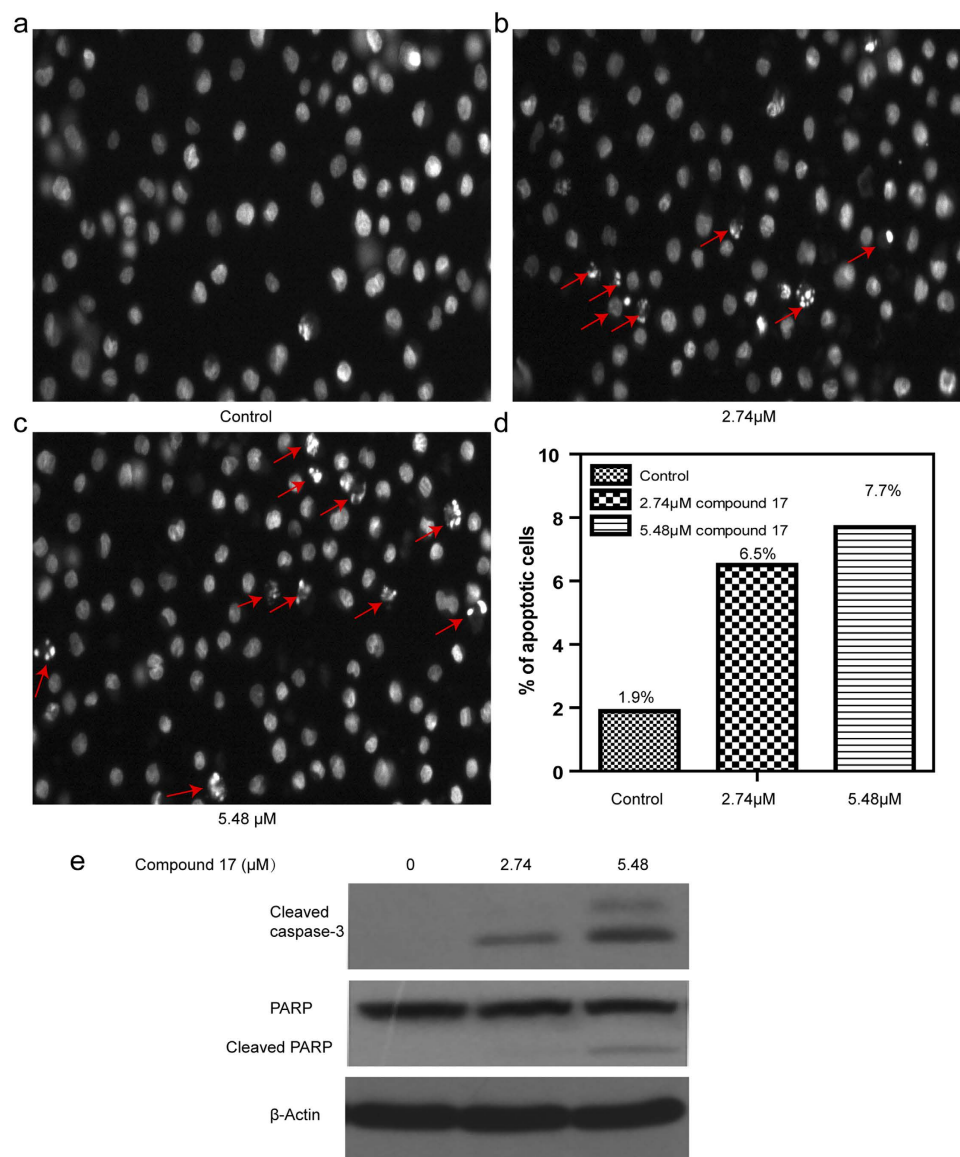 a
b
Control
2.74μM
c
d
5.48 μM
10
8
6
4
2
0
% of apoptotic cells
Control
2.74μM compound 17
5.48μM compound 17
1.9%
6.5%
7.7%
Control
2.74μM
5.48μM
e
Compound 17 (μM)
0
2.74
5.48
Cleaved
caspase-3
PARP
Cleaved PARP
β-Actin